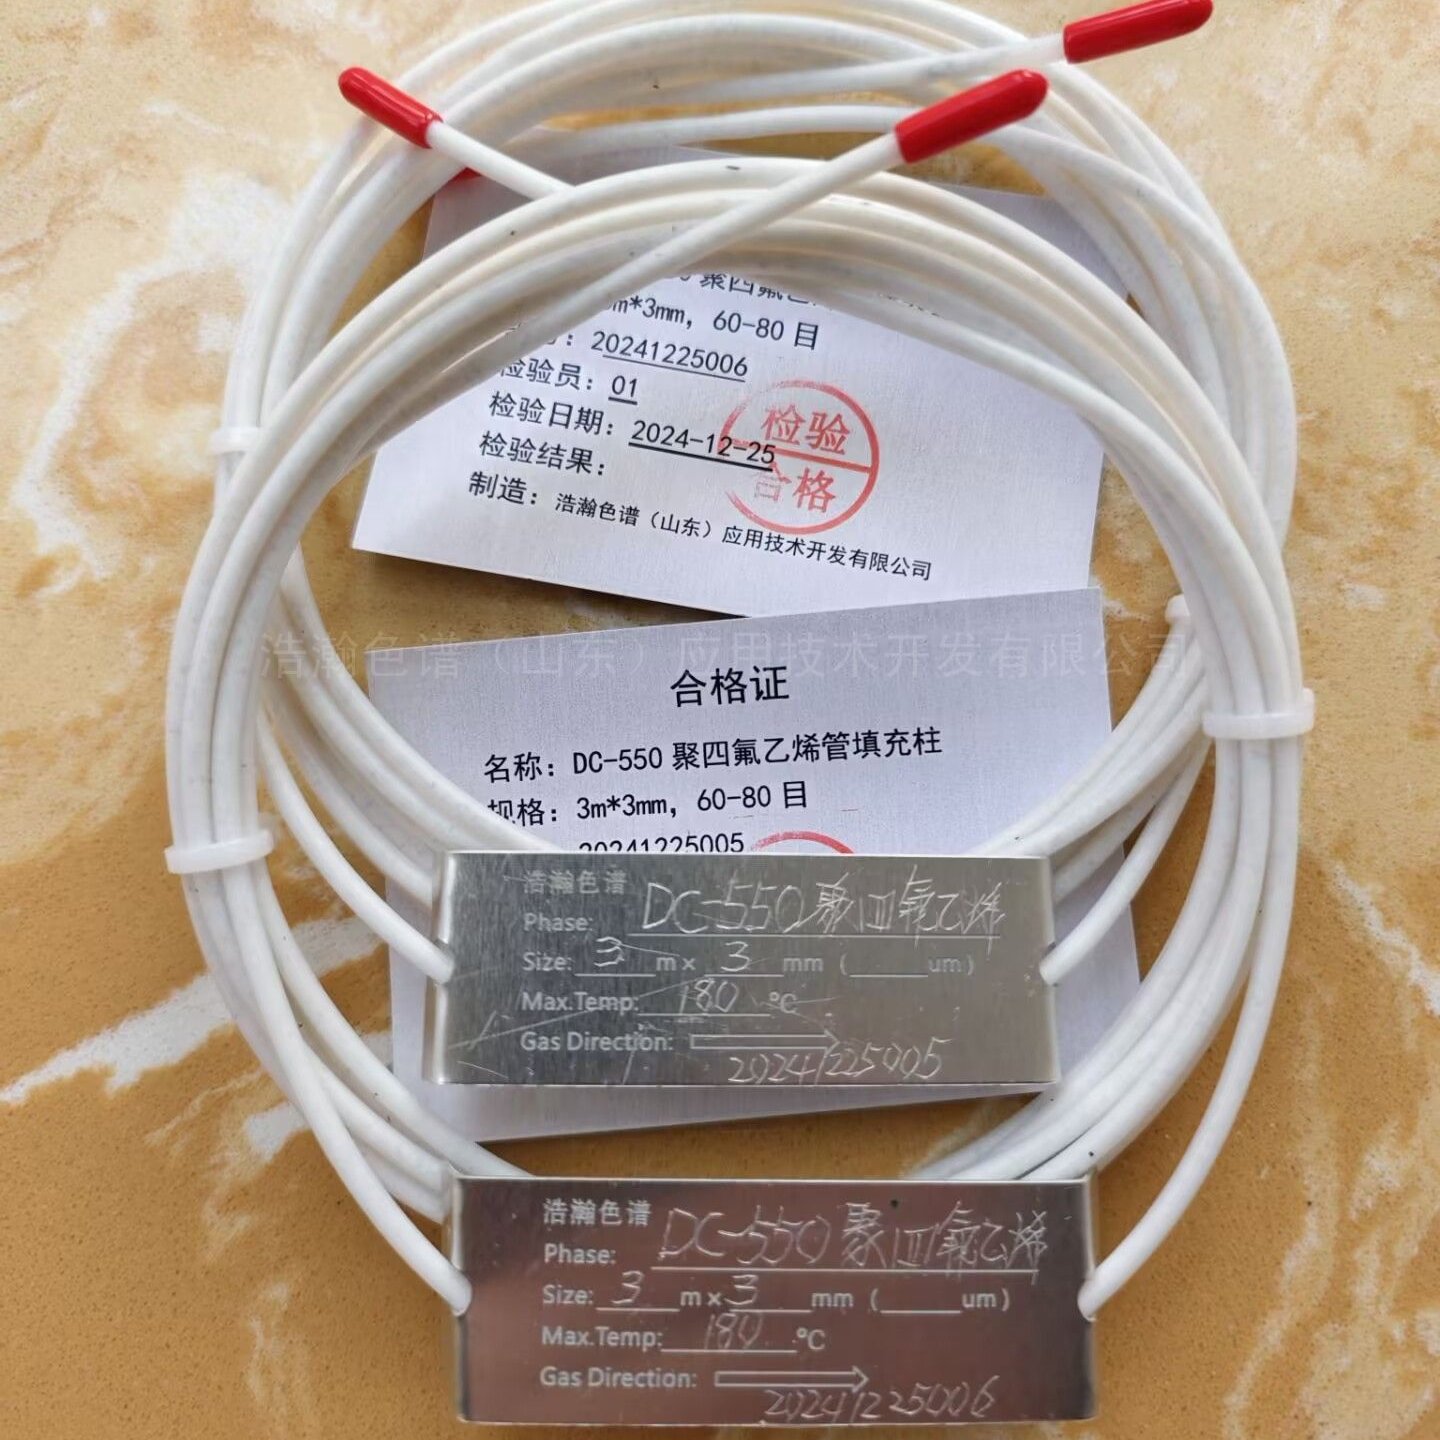 聚四氟乙
m*3mm, 60-80 目
: 20241225006
检验员: 01
检验日期: 2024-12-25
检验结果:
制造: 浩瀚色谱（山东）应用技术开发有限公司
检验
合格
浩瀚色谱（山东）应用技术开发有限公司
合格证
名称: DC-550 聚四氟乙烯管填充柱
规格: 3m*3mm, 60-80 目
20241225005
浩瀚色谱
Phase: DC-550聚四氟乙烯
Size: 3 m x 3 mm ( um)
Max.Temp: 180 °C
Gas Direction:
20241225005
浩瀚色谱
Phase: DC-550聚四氟乙烯
Size: 3 m x 3 mm ( um)
Max.Temp: 180 °C
Gas Direction:
20241225006